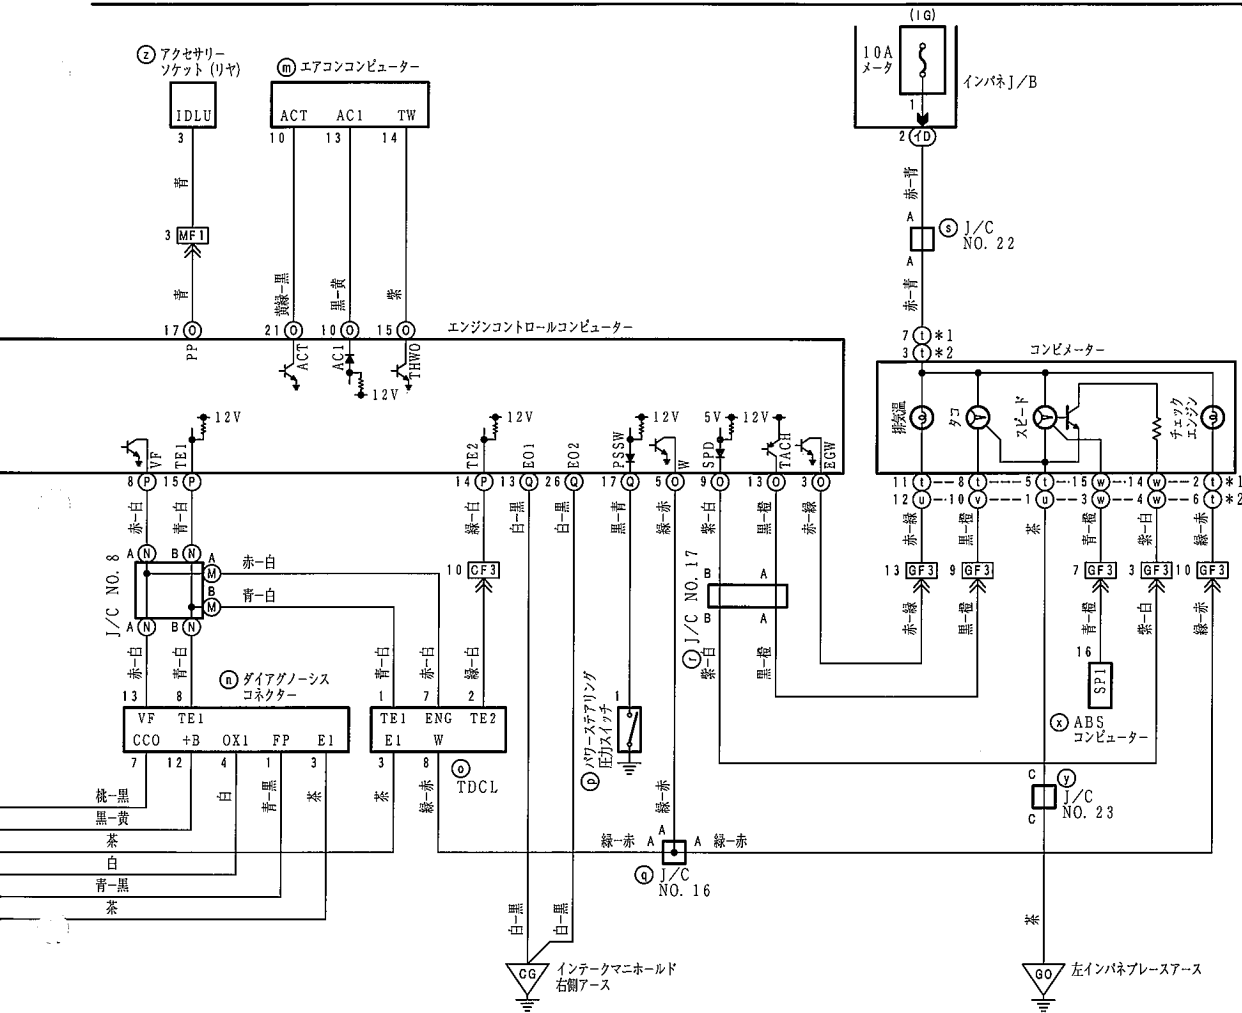 (IG)
10A
メータ
インパネJ/B
1
2 イD
赤-青
A
s J/C
NO. 22
A
赤-青
7 t *1
3 t *2
コンビメーター
z アクセサリー
ソケット (リヤ)
m エアコンコンピューター
IDLU
ACT AC1 TW
3
10 13 14
青
3 MF1
青
黄緑-黒
黒-黄
紫
17 O
21 O
10 O
15 O
エンジンコントロールコンピューター
PP
ACT
AC1
THWO
12V
12V
12V
12V
5V
12V
VF
TE1
TE2
EO1
EO2
PSSW
W
SPD
TACH
EGW
排気温
タコ
スピード
チェック
エンジン
8 P
15 P
14 P
13 Q
26 Q
17 Q
5 O
9 O
13 O
3 O
11 t 8 t 5 t 15 w 14 w 2 t *1
12 u 10 v 1 u 3 w 4 w 6 t *2
赤-白
青-白
緑-白
白-黒
白-黒
黒-青
緑-赤
紫-白
黒-橙
赤-緑
赤-緑
黒-橙
茶
青-橙
紫-白
緑-赤
A N B N
A
M
赤-白
B
M
青-白
J/C NO. 8
A N B N
10 CF3
r J/C NO. 17
B A
B A
13 GF3
9 GF3
7 GF3
3 GF3
10 GF3
赤-緑
黒-橙
青-橙
紫-白
緑-赤
赤-白
青-白
青-白
赤-白
緑-白
紫-白
黒-橙
16
SP1
x ABS
コンピューター
n ダイアグノーシス
コネクター
13 8
VF TE1
CCO +B OX1 FP E1
7 12 4 1 3
1 7 2
TE1 ENG TE2
E1 W
3 8
o
TDCL
p パワーステアリング
圧力スイッチ
1
桃-黒
黒-黄
茶
白
青-黒
茶
白
青-黒
茶
茶
緑-赤
緑-赤
緑-赤 A
A
A 緑-赤
q J/C
NO. 16
C
y
J/C
NO. 23
C
白-黒
白-黒
茶
CG
インテークマニホールド
右側アース
GO
左インパネブレースアース